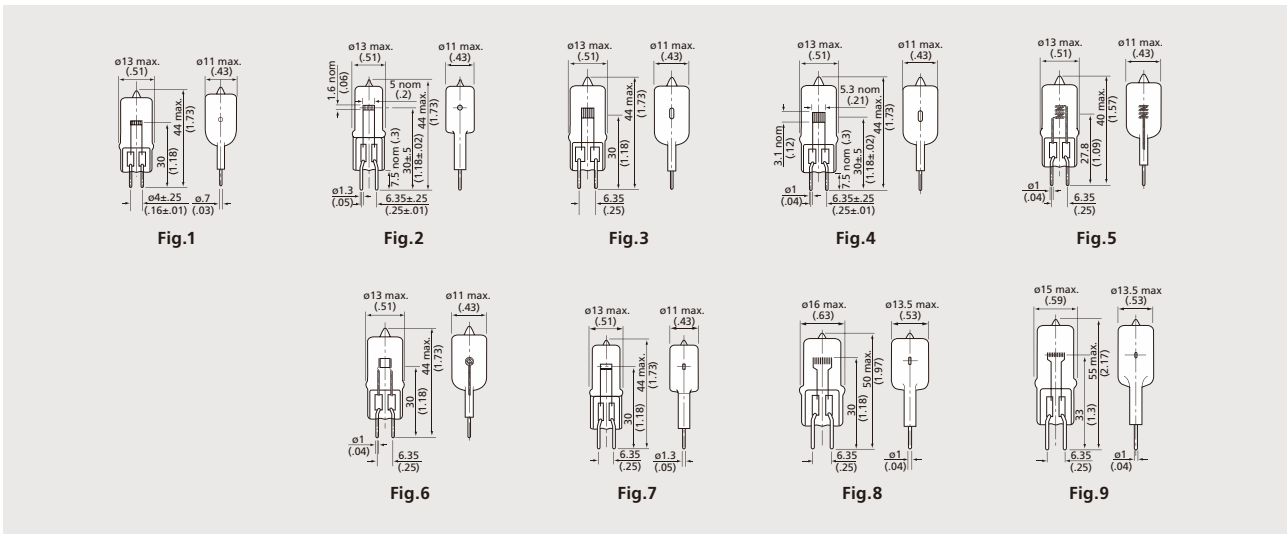 ø13 max.
(.51)
ø11 max.
(.43)
44 max.
(1.73)
30
(1.18)
ø4±.25
(.16±.01)
ø.7
(.03)
Fig.1
ø13 max.
(.51)
ø11 max.
(.43)
1.6 nom
(.06)
5 nom
(.2)
44 max.
(1.73)
7.5 nom (.3)
30±.5
(1.18±.02)
ø1.3
(.05)
6.35±.25
(.25±.01)
Fig.2
ø13 max.
(.51)
ø11 max.
(.43)
44 max.
(1.73)
30
(1.18)
6.35
(.25)
Fig.3
ø13 max.
(.51)
ø11 max.
(.43)
5.3 nom
(.21)
3.1 nom
(.12)
44 max.
(1.73)
7.5 nom (.3)
30±.5
(1.18±.02)
ø1
(.04)
6.35±.25
(.25±.01)
Fig.4
ø13 max.
(.51)
ø11 max.
(.43)
40 max.
(1.57)
27.8
(1.09)
ø1
(.04)
6.35
(.25)
Fig.5
ø13 max.
(.51)
ø11 max.
(.43)
44 max.
(1.73)
30
(1.18)
ø1
(.04)
6.35
(.25)
Fig.6
ø13 max.
(.51)
ø11 max.
(.43)
44 max.
(1.73)
30
(1.18)
6.35
(.25)
ø1.3
(.05)
Fig.7
ø16 max.
(.63)
ø13.5 max.
(.53)
50 max.
(1.97)
30
(1.18)
6.35
(.25)
ø1
(.04)
Fig.8
ø15 max.
(.59)
ø13.5 max
(.53)
55 max.
(2.17)
33
(1.3)
6.35
(.25)
ø1
(.04)
Fig.9